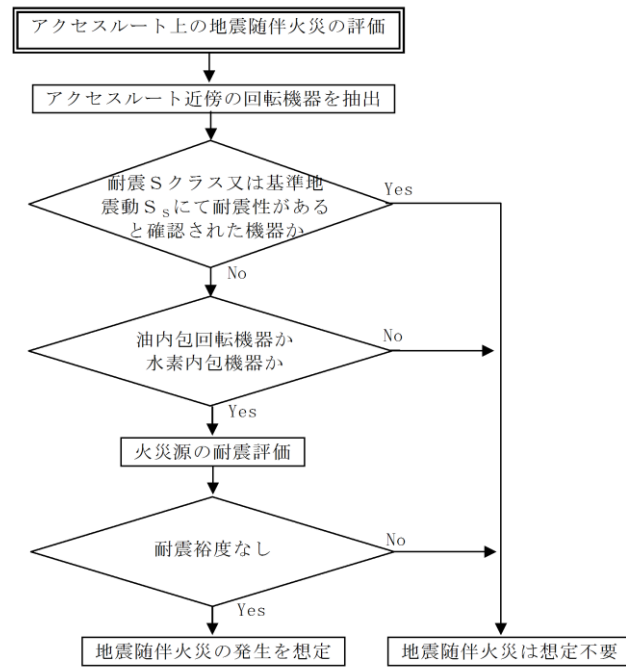 アクセスルート上の地震随伴火災の評価
アクセスルート近傍の回転機器を抽出
耐震Ｓクラス又は基準地
震動Ｓｓにて耐震性がある
と確認された機器か
Yes
No
油内包回転機器か
水素内包機器か
No
Yes
火災源の耐震評価
耐震裕度なし
No
Yes
地震随伴火災の発生を想定
地震随伴火災は想定不要